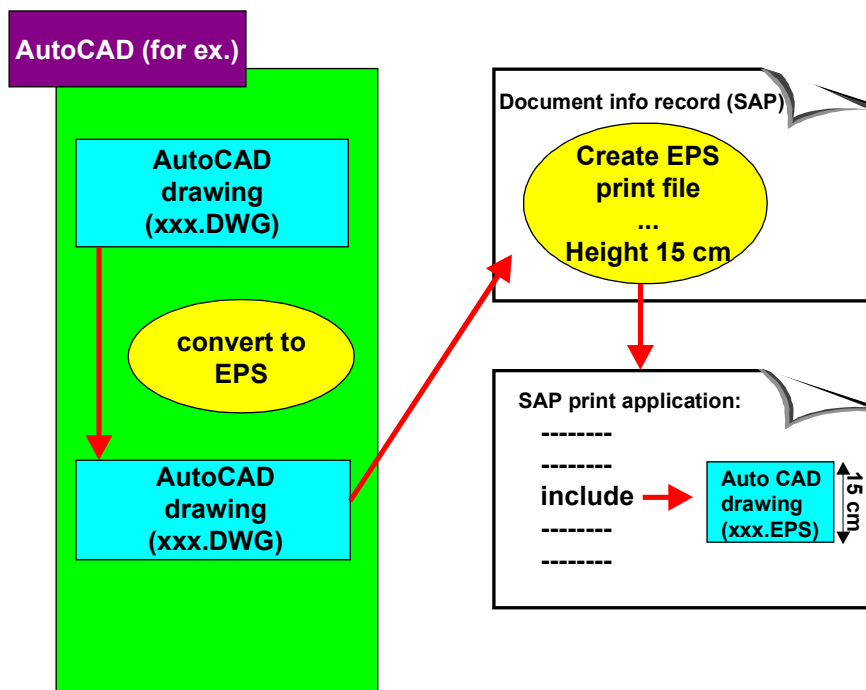 AutoCAD (for ex.)
AutoCAD
drawing
(xxx.DWG)
convert to
EPS
AutoCAD
drawing
(xxx.DWG)
Document info record (SAP)
Create EPS
print file
...
Height 15 cm
SAP print application:
--------
--------
include
--------
--------
Auto CAD
drawing
(xxx.EPS)
15 cm